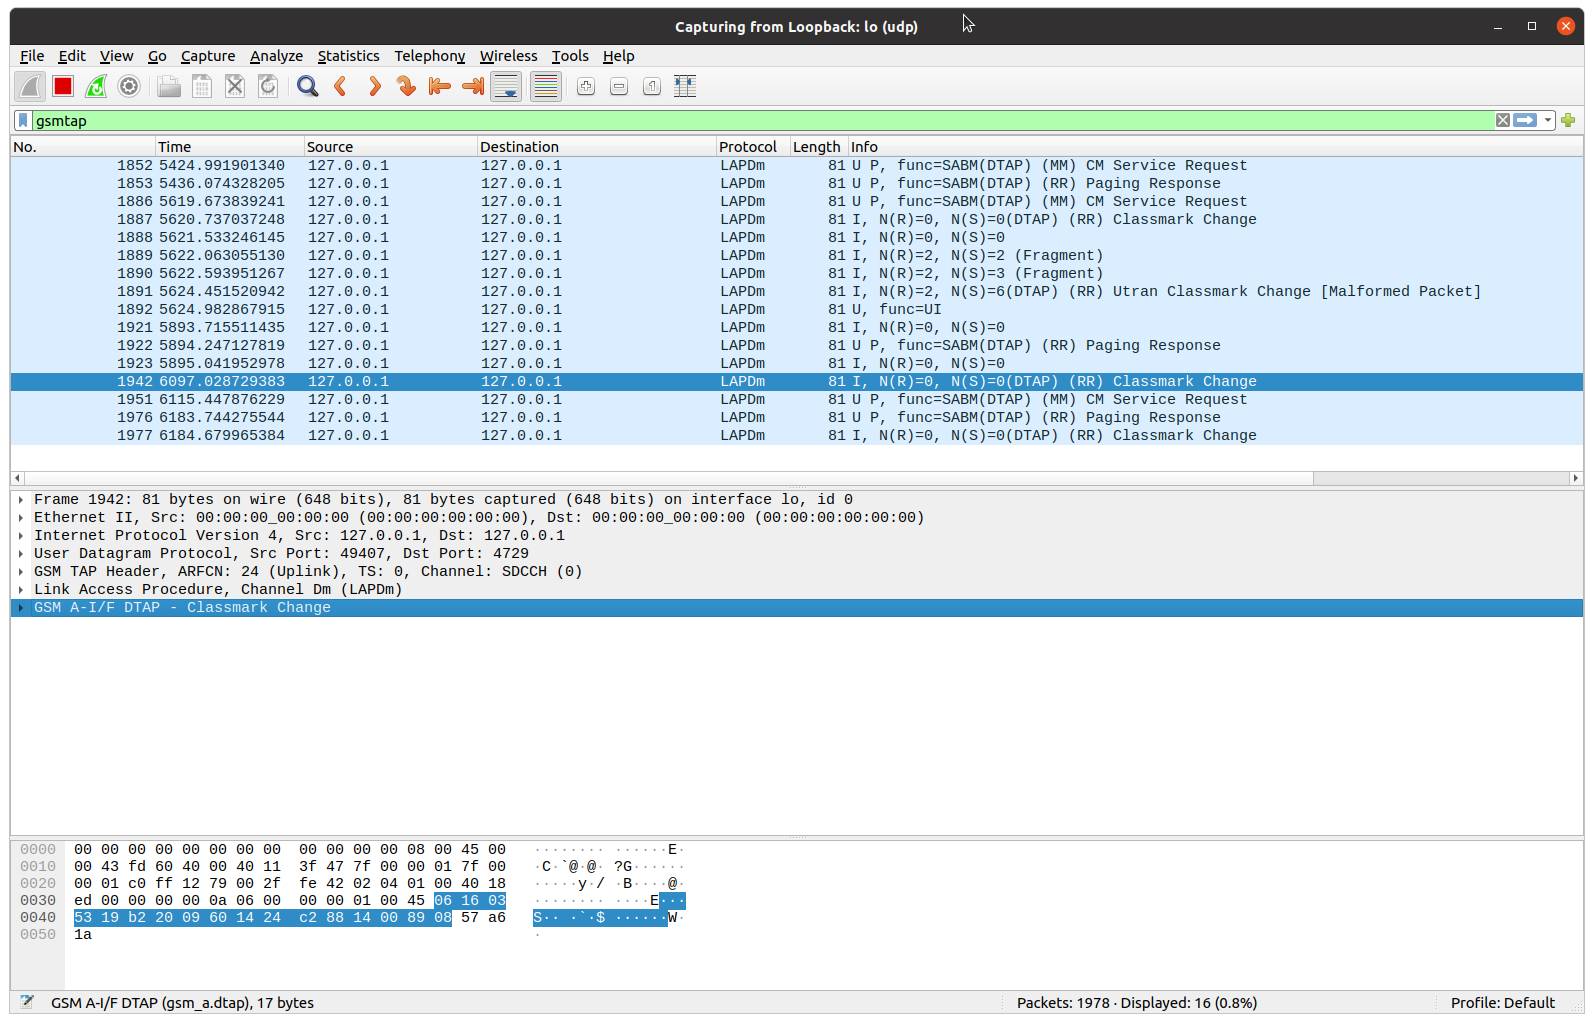 Capturing from Loopback: lo (udp)
File Edit View Go Capture Analyze Statistics Telephony Wireless Tools Help
gsmtap
No. Time Source Destination Protocol Length Info
1852 5424.991901340 127.0.0.1 127.0.0.1 LAPDm 81 U P, func=SABM(DTAP) (MM) CM Service Request
1853 5436.074328205 127.0.0.1 127.0.0.1 LAPDm 81 U P, func=SABM(DTAP) (RR) Paging Response
1886 5619.673839241 127.0.0.1 127.0.0.1 LAPDm 81 U P, func=SABM(DTAP) (MM) CM Service Request
1887 5620.737037248 127.0.0.1 127.0.0.1 LAPDm 81 I, N(R)=0, N(S)=0(DTAP) (RR) Classmark Change
1888 5621.533246145 127.0.0.1 127.0.0.1 LAPDm 81 I, N(R)=0, N(S)=0
1889 5622.063055130 127.0.0.1 127.0.0.1 LAPDm 81 I, N(R)=2, N(S)=2 (Fragment)
1890 5622.593951267 127.0.0.1 127.0.0.1 LAPDm 81 I, N(R)=2, N(S)=3 (Fragment)
1891 5624.451520942 127.0.0.1 127.0.0.1 LAPDm 81 I, N(R)=2, N(S)=6(DTAP) (RR) Utran Classmark Change [Malformed Packet]
1892 5624.982867915 127.0.0.1 127.0.0.1 LAPDm 81 U, func=UI
1921 5893.715511435 127.0.0.1 127.0.0.1 LAPDm 81 I, N(R)=0, N(S)=0
1922 5894.247127819 127.0.0.1 127.0.0.1 LAPDm 81 U P, func=SABM(DTAP) (RR) Paging Response
1923 5895.041952978 127.0.0.1 127.0.0.1 LAPDm 81 I, N(R)=0, N(S)=0
1942 6097.028729383 127.0.0.1 127.0.0.1 LAPDm 81 I, N(R)=0, N(S)=0(DTAP) (RR) Classmark Change
1951 6115.447876229 127.0.0.1 127.0.0.1 LAPDm 81 U P, func=SABM(DTAP) (MM) CM Service Request
1976 6183.744275544 127.0.0.1 127.0.0.1 LAPDm 81 U P, func=SABM(DTAP) (RR) Paging Response
1977 6184.679965384 127.0.0.1 127.0.0.1 LAPDm 81 I, N(R)=0, N(S)=0(DTAP) (RR) Classmark Change
Frame 1942: 81 bytes on wire (648 bits), 81 bytes captured (648 bits) on interface lo, id 0
Ethernet II, Src: 00:00:00_00:00:00 (00:00:00:00:00:00), Dst: 00:00:00_00:00:00 (00:00:00:00:00:00)
Internet Protocol Version 4, Src: 127.0.0.1, Dst: 127.0.0.1
User Datagram Protocol, Src Port: 49407, Dst Port: 4729
GSM TAP Header, ARFCN: 24 (Uplink), TS: 0, Channel: SDCCH (0)
Link Access Procedure, Channel Dm (LAPDm)
GSM A-I/F DTAP - Classmark Change
0000 00 00 00 00 00 00 00 00 00 00 00 00 08 00 45 00 ········ ······E·
0010 00 43 fd 60 40 00 40 11 3f 47 7f 00 00 01 7f 00 ·C·`@·@· ?G······
0020 00 01 c0 ff 12 79 00 2f fe 42 02 04 01 00 40 18 ·····y·/ ·B····@·
0030 ed 00 00 00 00 0a 06 00 00 00 01 00 45 06 16 03 ········ ····E···
0040 53 19 b2 20 09 60 14 24 c2 88 14 00 89 08 57 a6 S·· ·`·$ ······W·
0050 1a ·
GSM A-I/F DTAP (gsm_a.dtap), 17 bytes
Packets: 1978 · Displayed: 16 (0.8%)
Profile: Default